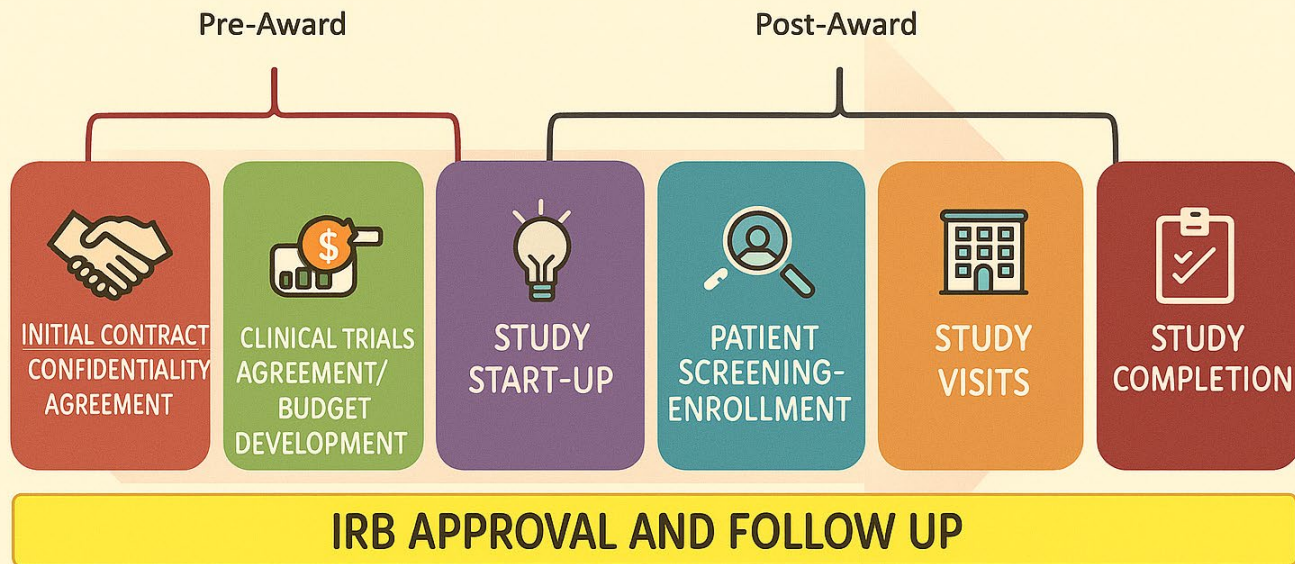 Pre-Award
Post-Award
INITIAL CONTRACT
CONFIDENTIALITY
AGREEMENT
CLINICAL TRIALS
AGREEMENT/
BUDGET
DEVELOPMENT
STUDY
START-UP
PATIENT
SCREENING-
ENROLLMENT
STUDY
VISITS
STUDY
COMPLETION
$
IRB APPROVAL AND FOLLOW UP